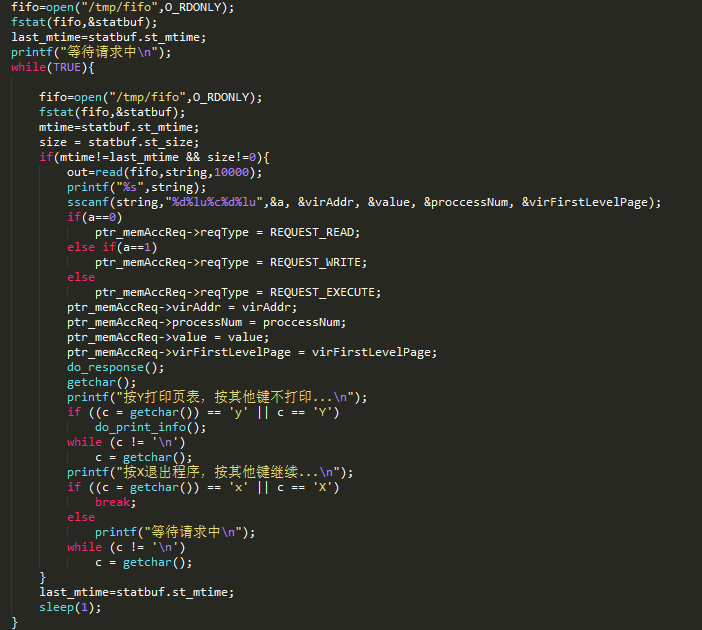 fifo=open("/tmp/fifo",O_RDONLY);
fstat(fifo,&statbuf);
last_mtime=statbuf.st_mtime;
printf("等待请求中\n");
while(TRUE){
fifo=open("/tmp/fifo",O_RDONLY);
fstat(fifo,&statbuf);
mtime=statbuf.st_mtime;
size = statbuf.st_size;
if(mtime!=last_mtime && size!=0){
out=read(fifo,string,10000);
printf("%s",string);
sscanf(string,"%d%lu%c%d%lu",&a, &virAddr, &value, &proccessNum, &virFirstLevelPage);
if(a==0)
ptr_memAccReq->reqType = REQUEST_READ;
else if(a==1)
ptr_memAccReq->reqType = REQUEST_WRITE;
else
ptr_memAccReq->reqType = REQUEST_EXECUTE;
ptr_memAccReq->virAddr = virAddr;
ptr_memAccReq->processNum = proccessNum;
ptr_memAccReq->value = value;
ptr_memAccReq->virFirstLevelPage = virFirstLevelPage;
do_response();
getchar();
printf("按Y打印页表，按其他键不打印...\n");
if ((c = getchar()) == 'y' || c == 'Y')
do_print_info();
while (c != '\n')
c = getchar();
printf("按X退出程序，按其他键继续...\n");
if ((c = getchar()) == 'x' || c == 'X')
break;
else
printf("等待请求中\n");
while (c != '\n')
c = getchar();
}
last_mtime=statbuf.st_mtime;
sleep(1);
}